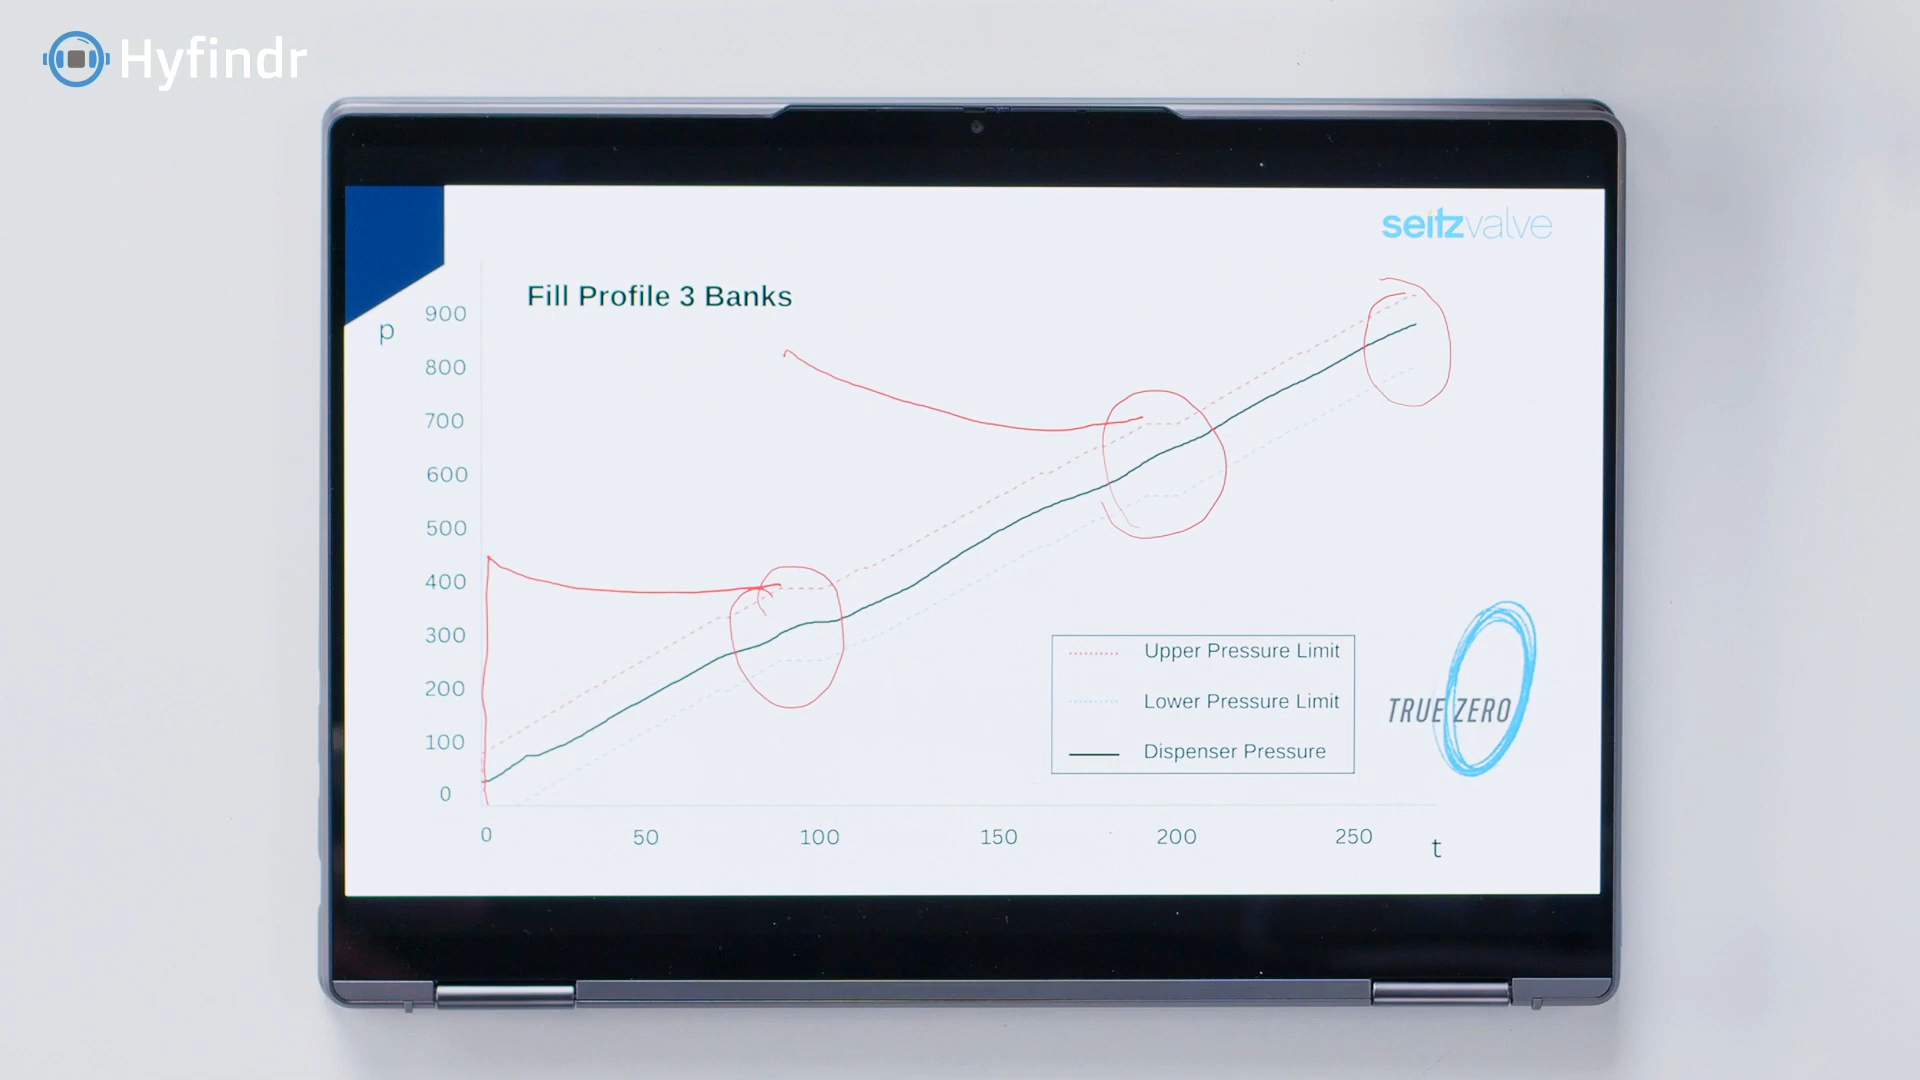 Hyfindr
seitzvalve
Fill Profile 3 Banks
p
900
800
700
600
500
400
300
200
100
0
Upper Pressure Limit
Lower Pressure Limit
Dispenser Pressure
TRUE ZERO
0 50 100 150 200 250
t